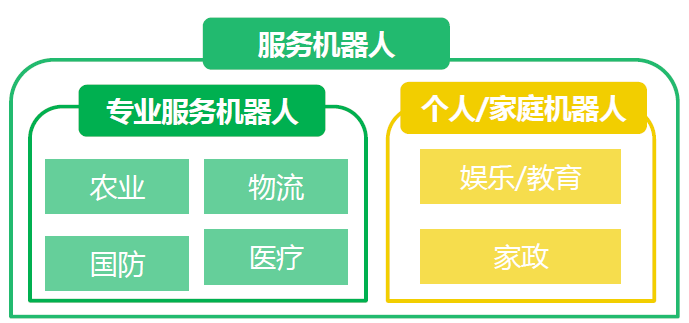 服务机器人
专业服务机器人
个人/家庭机器人
农业
物流
娱乐/教育
国防
医疗
家政